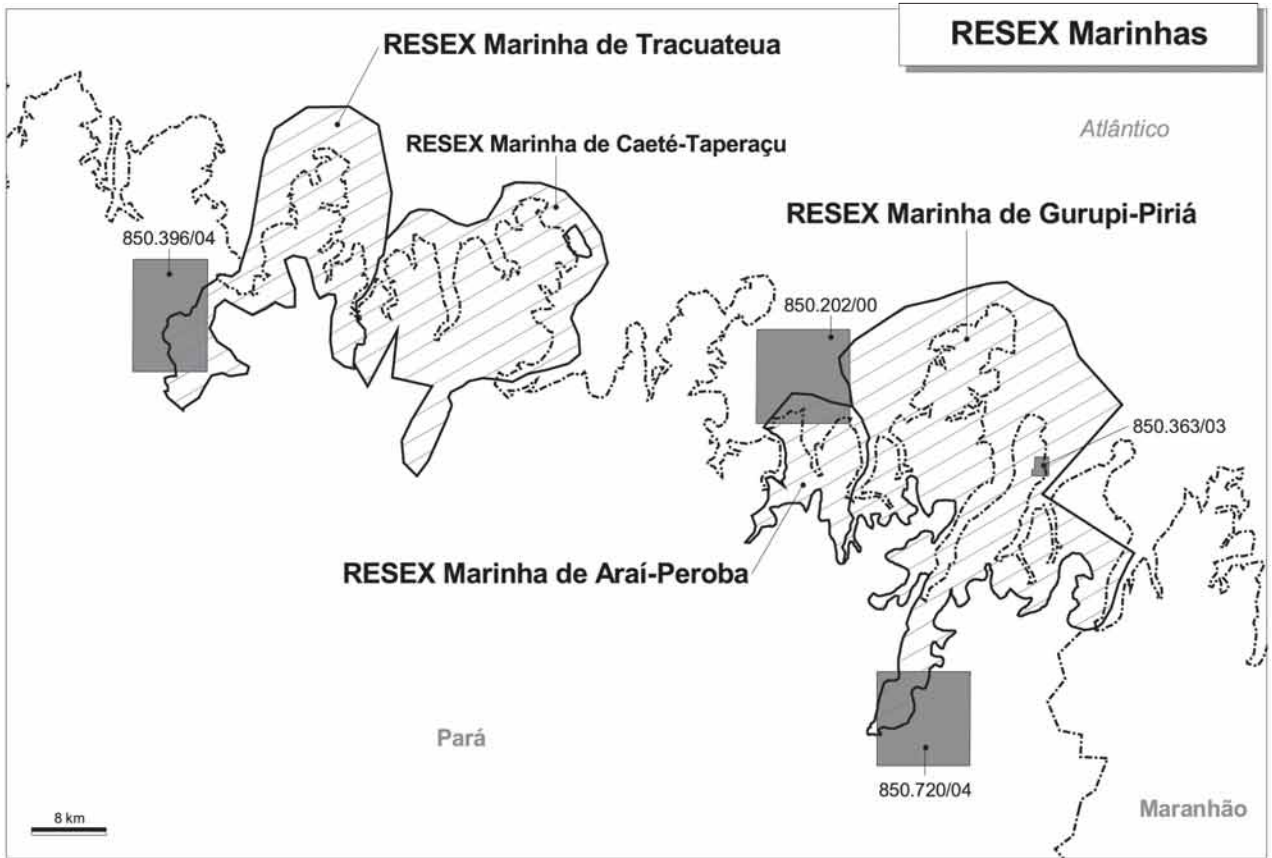 RESEX Marinhas
RESEX Marinha de Tracuateua
Atlântico
RESEX Marinha de Caeté-Taperaçu
RESEX Marinha de Gurupi-Piriá
850.396/04
850.202/00
850.363/03
RESEX Marinha de Araí-Peroba
Pará
850.720/04
Maranhão
8 km